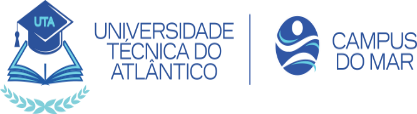 UTA
UNIVERSIDADE
TÉCNICA DO
ATLÂNTICO
CAMPUS
DO MAR